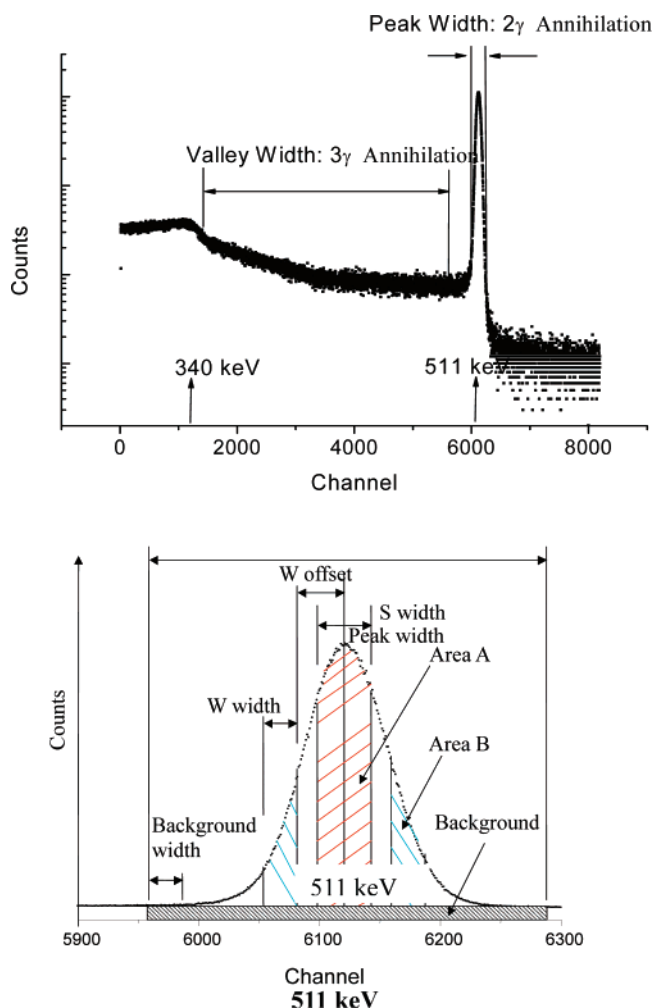 Peak Width: 2γ Annihilation
Valley Width: 3γ Annihilation
Counts
340 keV
511 keV
0
2000
4000
6000
8000
Channel
W offset
S width
Peak width
Area A
W width
Area B
Counts
Background
width
Background
511 keV
5900
6000
6100
6200
6300
Channel
511 keV